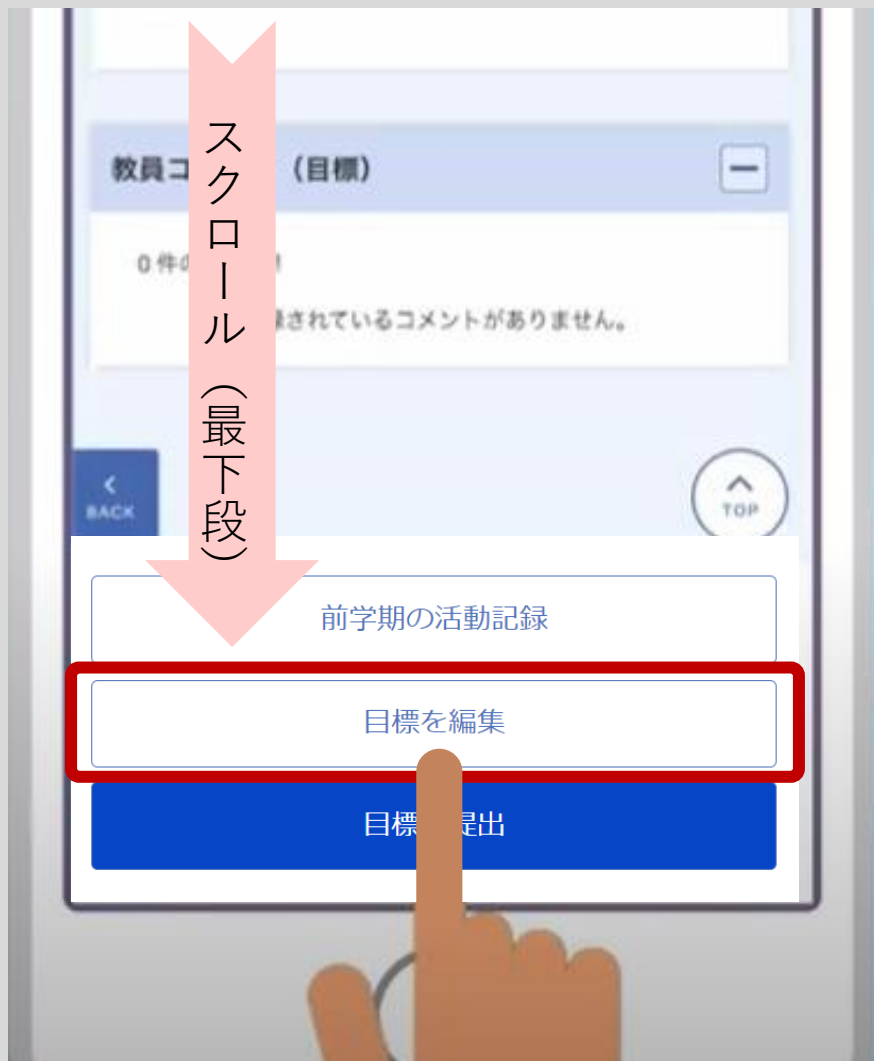 スクロール（最下段）
教員コ
（目標）
0 件の
されているコメントがありません。
BACK
TOP
前学期の活動記録
目標を編集
目標
提出